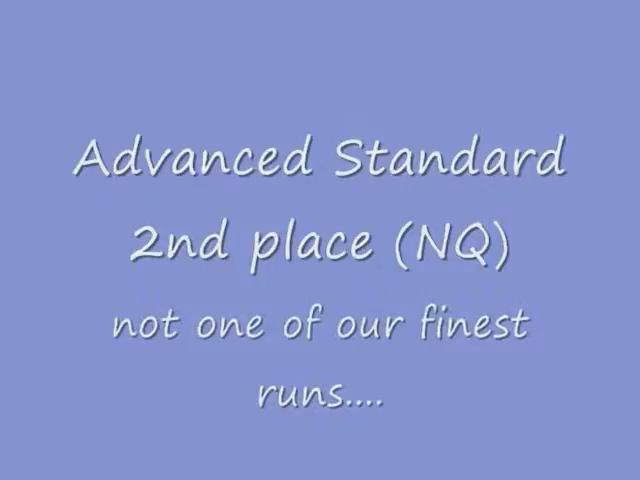 Advanced Standard
2nd place (NQ)
not one of our finest
runs....